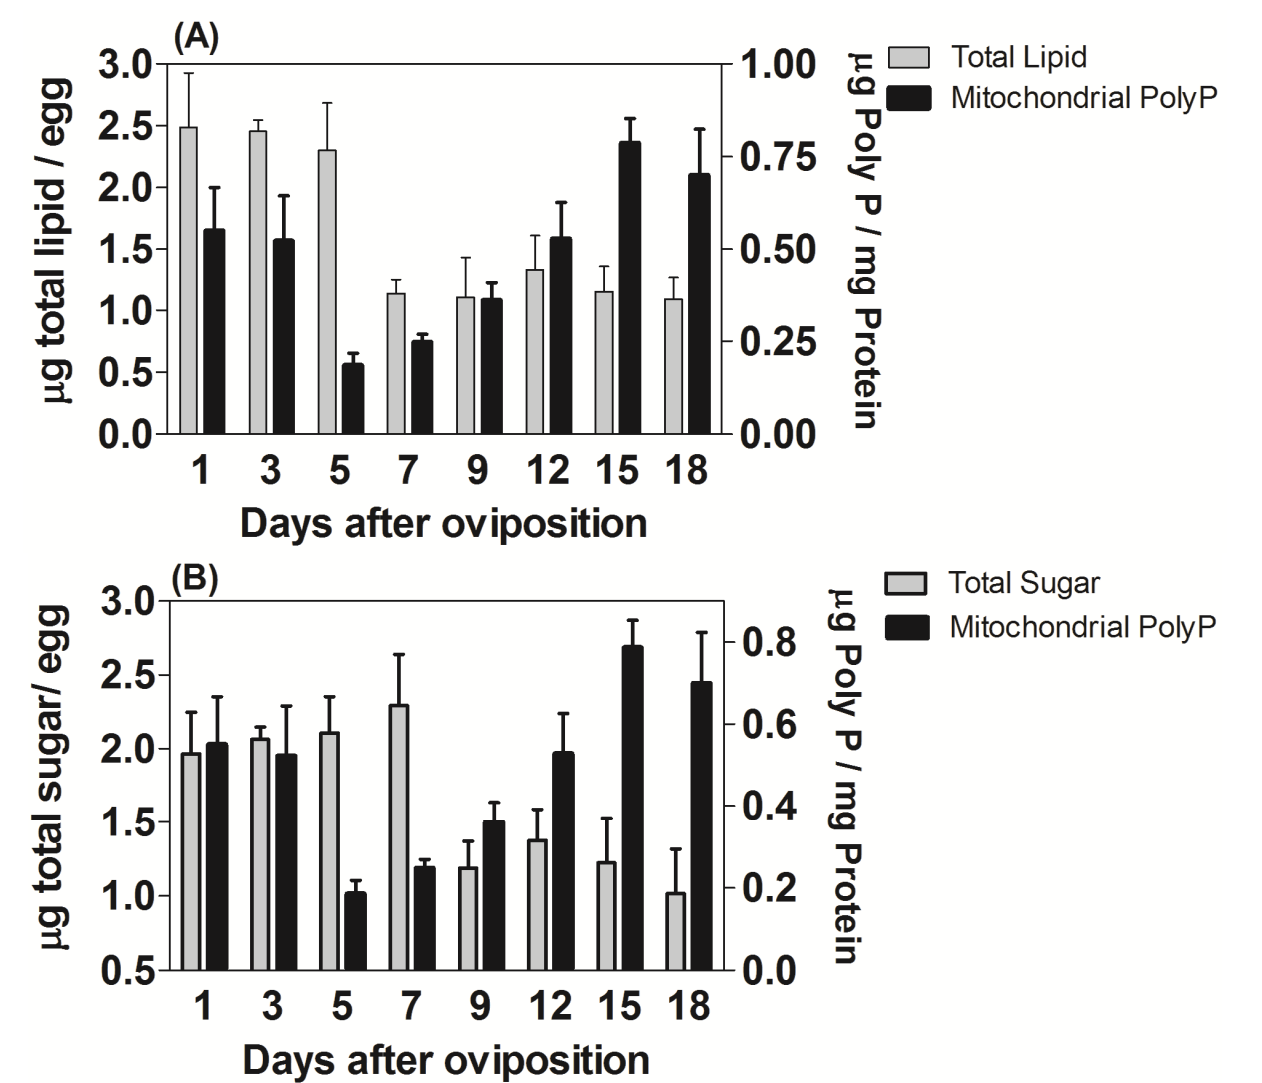 (A)
Total Lipid
Mitochondrial PolyP
µg total lipid / egg
3.0
2.5
2.0
1.5
1.0
0.5
0.0
1.00
0.75
0.50
0.25
0.00
µg Poly P / mg Protein
1 3 5 7 9 12 15 18
Days after oviposition
(B)
Total Sugar
Mitochondrial PolyP
µg total sugar/ egg
3.0
2.5
2.0
1.5
1.0
0.5
0.8
0.6
0.4
0.2
0.0
µg Poly P / mg Protein
1 3 5 7 9 12 15 18
Days after oviposition